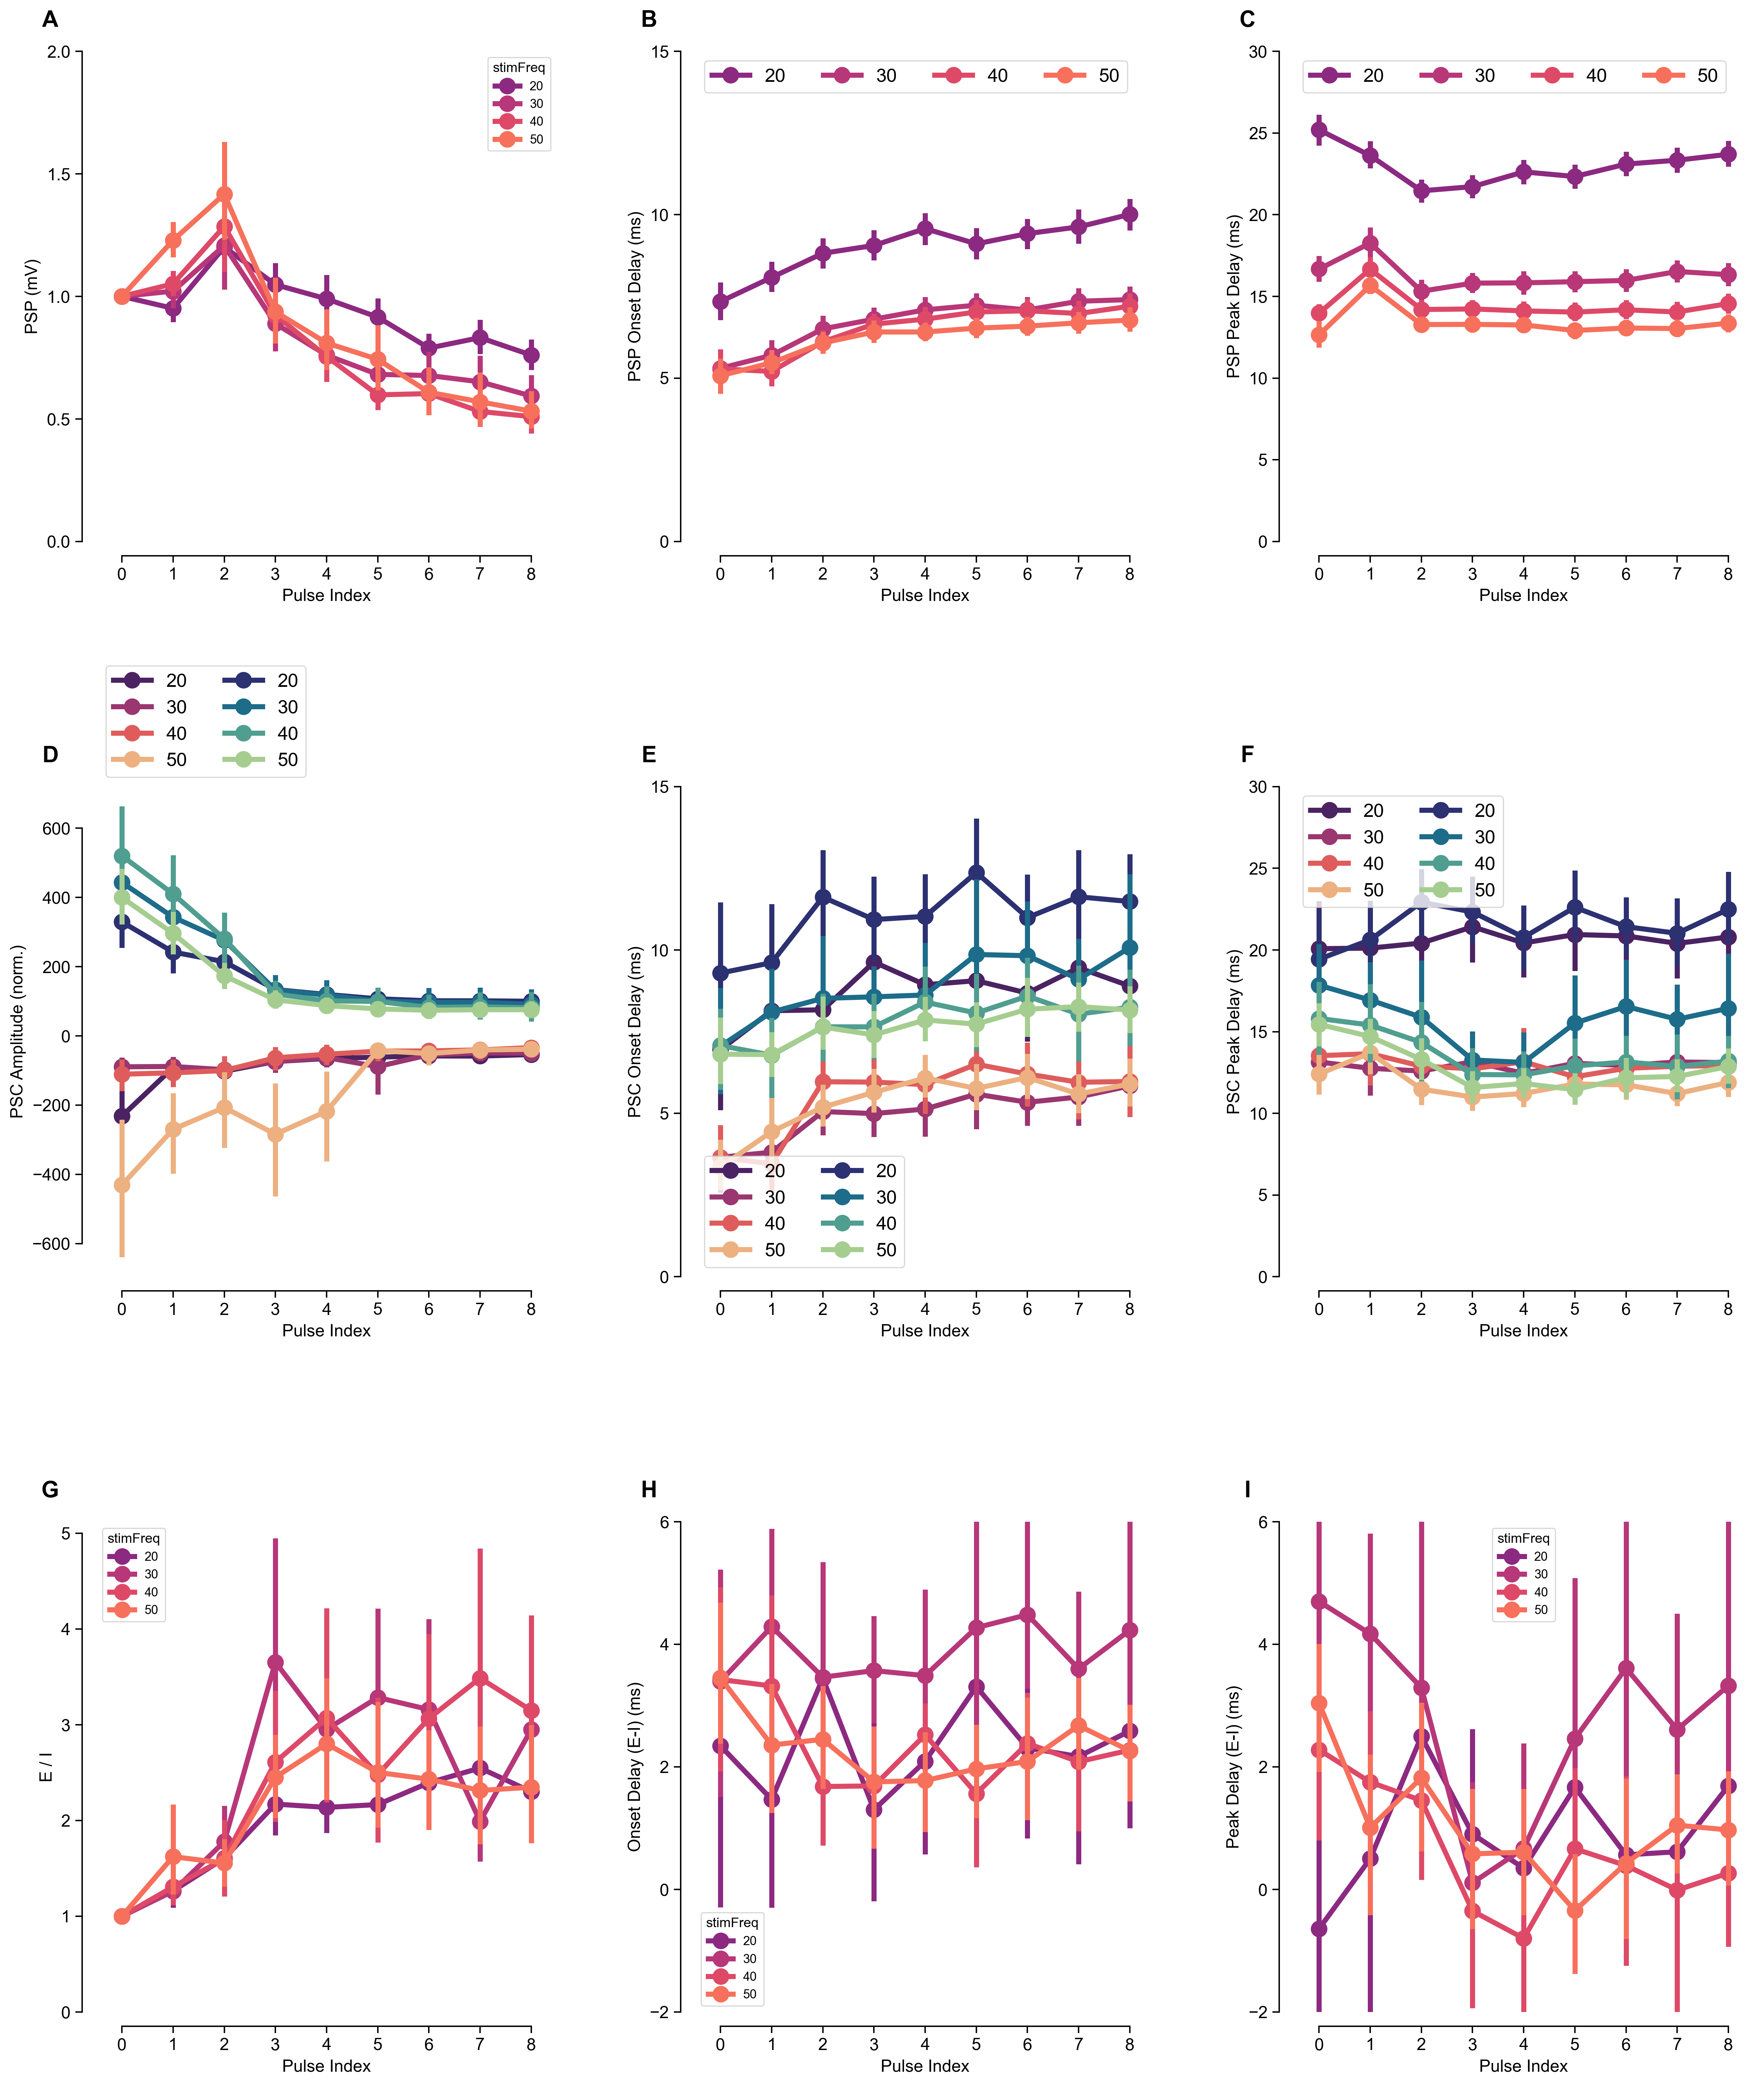 A
PSP (mV)
2.0
1.5
1.0
0.5
0.0
stimFreq
20
30
40
50
0 1 2 3 4 5 6 7 8
Pulse Index
B
PSP Onset Delay (ms)
15
10
5
0
20 30 40 50
0 1 2 3 4 5 6 7 8
Pulse Index
C
PSP Peak Delay (ms)
30
25
20
15
10
5
0
20 30 40 50
0 1 2 3 4 5 6 7 8
Pulse Index
D
20 20
30 30
40 40
50 50
PSC Amplitude (norm.)
600
400
200
0
−200
−400
−600
0 1 2 3 4 5 6 7 8
Pulse Index
E
PSC Onset Delay (ms)
15
10
5
0
20 20
30 30
40 40
50 50
0 1 2 3 4 5 6 7 8
Pulse Index
F
PSC Peak Delay (ms)
30
25
20
15
10
5
0
20 20
30 30
40 40
50 50
0 1 2 3 4 5 6 7 8
Pulse Index
G
E / I
5
4
3
2
1
0
stimFreq
20
30
40
50
0 1 2 3 4 5 6 7 8
Pulse Index
H
Onset Delay (E-I) (ms)
6
4
2
0
−2
stimFreq
20
30
40
50
0 1 2 3 4 5 6 7 8
Pulse Index
I
Peak Delay (E-I) (ms)
6
4
2
0
−2
stimFreq
20
30
40
50
0 1 2 3 4 5 6 7 8
Pulse Index